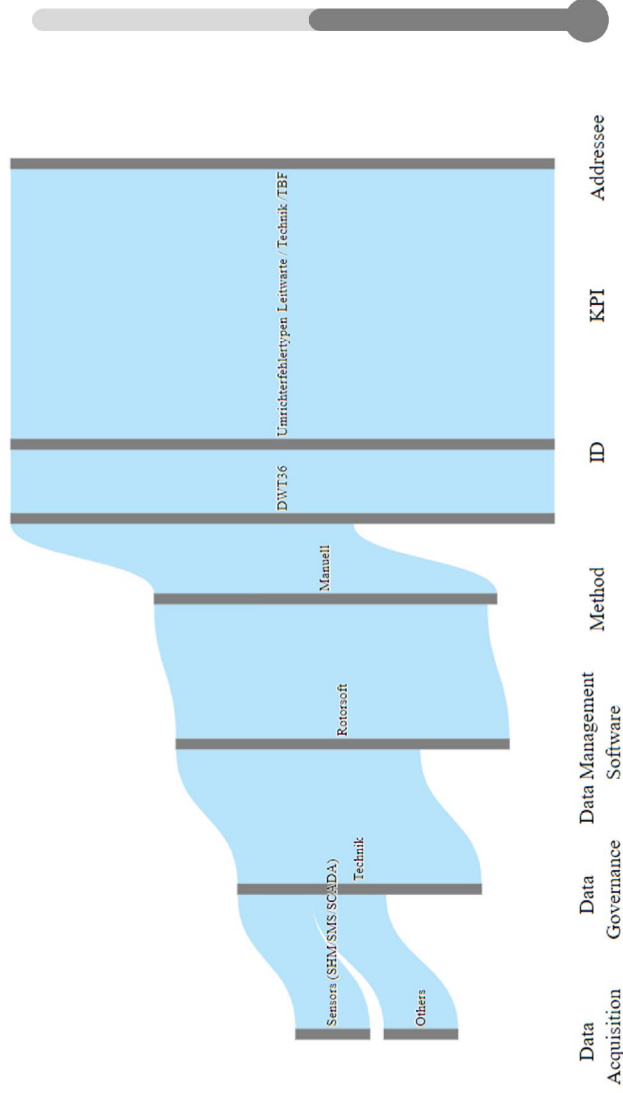 Sensors (SHM/SMS/SCADA)
Others
Technik
Rotorsoft
Manuell
DWT36
Umrichterfehlertypen Leitwarte / Technik /TBF
Data
Acquisition
Data
Governance
Data Management
Software
Method
ID
KPI
Addressee